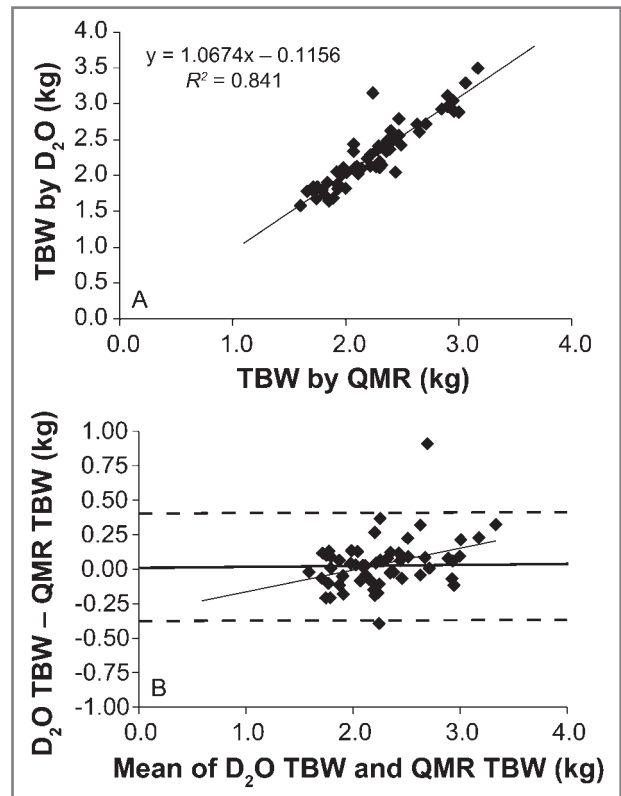 4.0
3.5
3.0
2.5
2.0
1.5
1.0
0.5
0.0
TBW by D₂O (kg)
y = 1.0674x – 0.1156
R² = 0.841
A
0.0 1.0 2.0 3.0 4.0
TBW by QMR (kg)
1.00
0.75
0.50
0.25
0.00
-0.25
-0.50
-0.75
-1.00
D₂O TBW – QMR TBW (kg)
B
0.0 1.0 2.0 3.0 4.0
Mean of D₂O TBW and QMR TBW (kg)